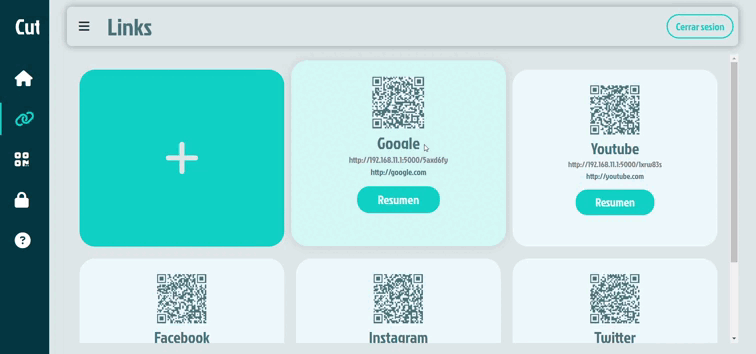 Cut
Links
Cerrar sesion
Google
http://192.168.11.1:5000/5axd6fy
http://google.com
Resumen
Youtube
http://192.168.11.1:5000/1xrw83s
http://youtube.com
Resumen
Facebook
Instagram
Twitter